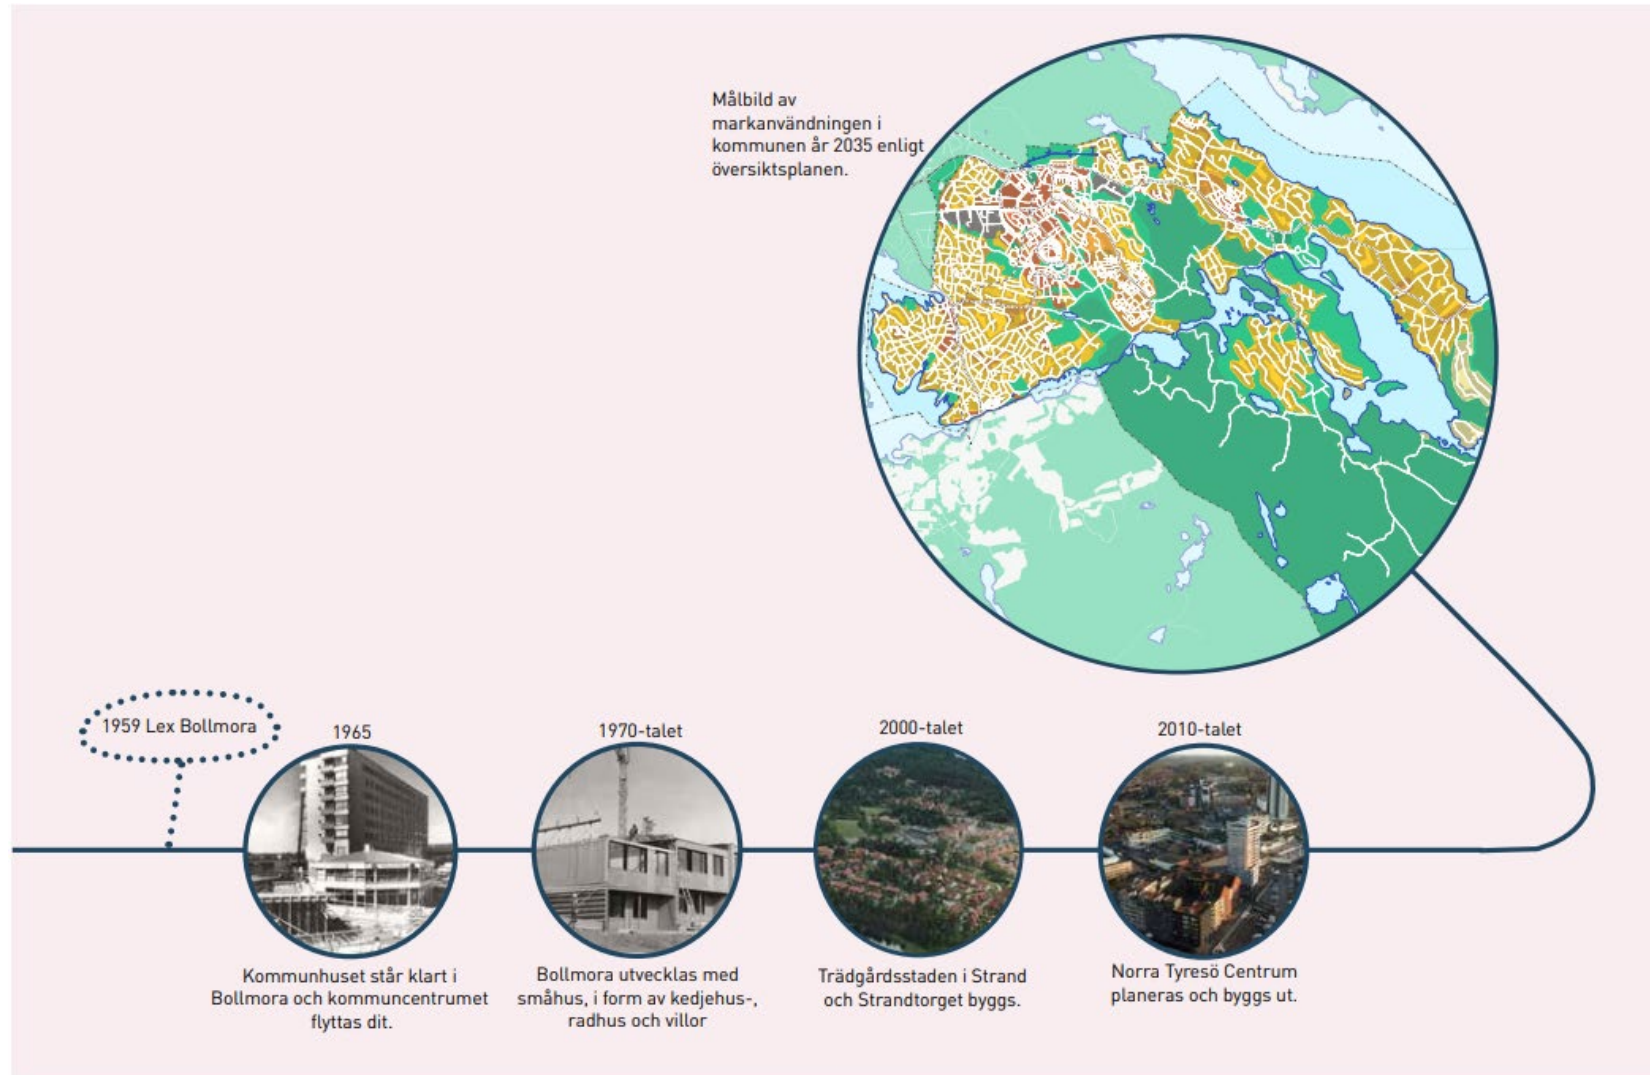 Målbild av
markanvändningen i
kommunen år 2035 enligt
översiktsplanen.
1959 Lex Bollmora
1965
Kommunhuset står klart i
Bollmora och kommuncentrumet
flyttas dit.
1970-talet
Bollmora utvecklas med
småhus, i form av kedjehus-,
radhus och villor
2000-talet
Trädgårdsstaden i Strand
och Strandtorget byggs.
2010-talet
Norra Tyresö Centrum
planeras och byggs ut.